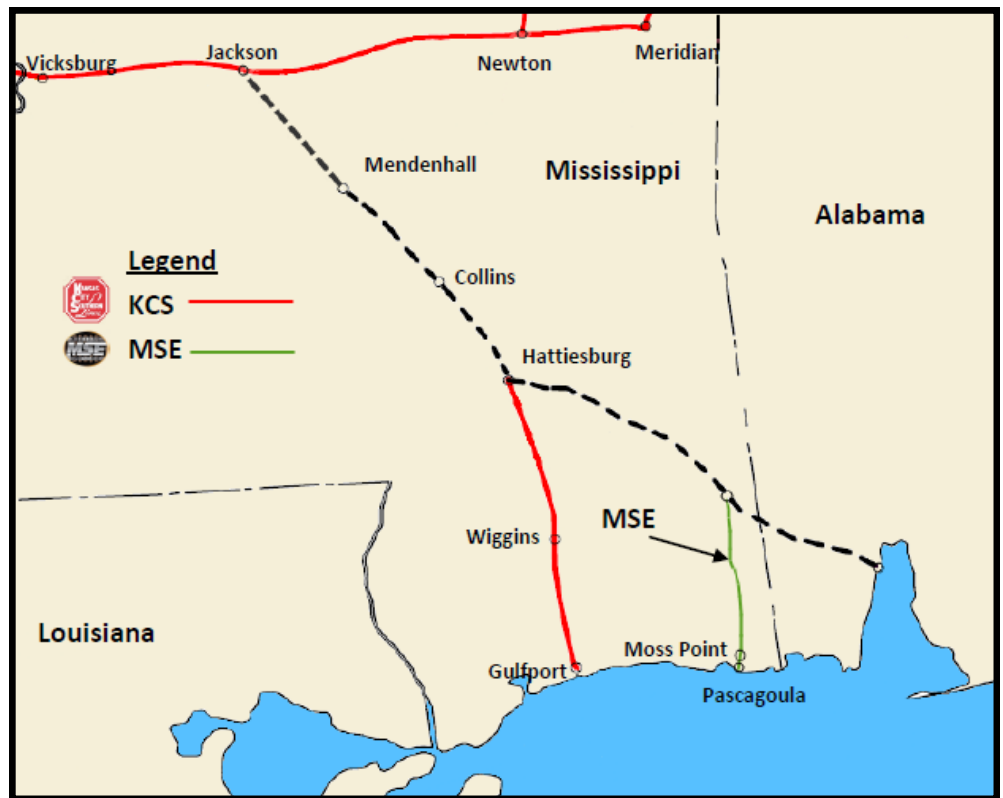 Vicksburg
Jackson
Newton
Meridian
Mendenhall
Mississippi
Alabama
Legend
Collins
KCS
MSE
MSE
Hattiesburg
Wiggins
MSE
Louisiana
Moss Point
Gulfport
Pascagoula